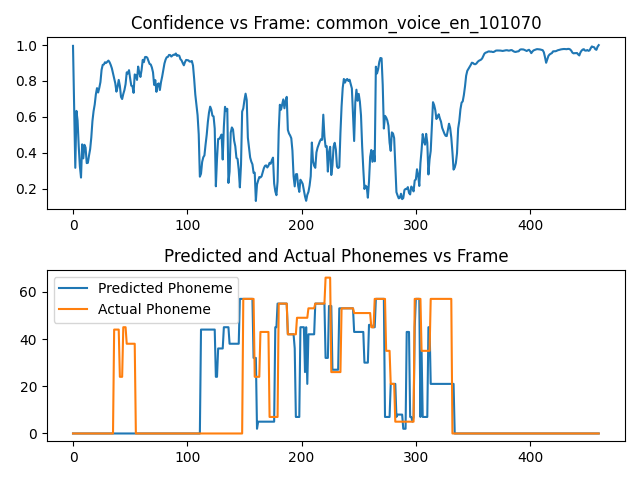 Confidence vs Frame: common_voice_en_101070
1.0
0.8
0.6
0.4
0.2
0 100 200 300 400
Predicted and Actual Phonemes vs Frame
Predicted Phoneme
Actual Phoneme
60
40
20
0
0 100 200 300 400